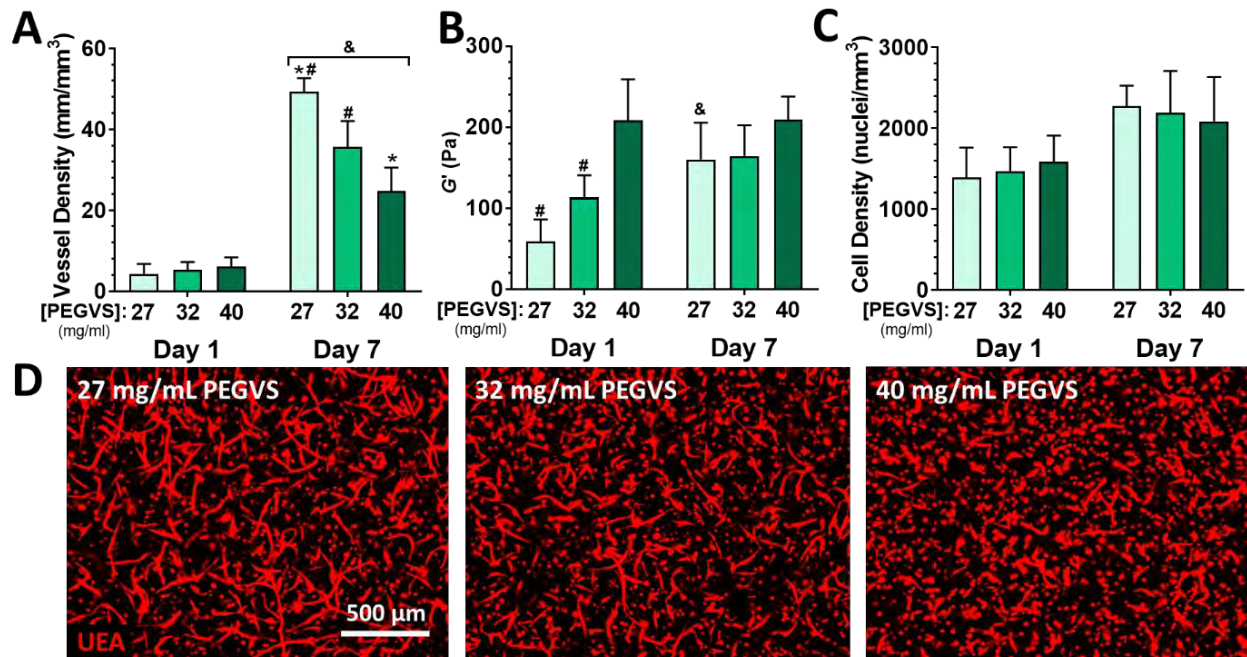 A
Vessel Density (mm/mm³)
60
40
20
0
&
*#
#
*
[PEGVS]: 27 32 40 27 32 40
(mg/ml)
Day 1 Day 7
B
G' (Pa)
300
200
100
0
#
#
&
[PEGVS]: 27 32 40 27 32 40
(mg/ml)
Day 1 Day 7
C
Cell Density (nuclei/mm³)
3000
2000
1000
0
[PEGVS]: 27 32 40 27 32 40
(mg/ml)
Day 1 Day 7
D
27 mg/mL PEGVS
500 µm
UEA
32 mg/mL PEGVS
40 mg/mL PEGVS